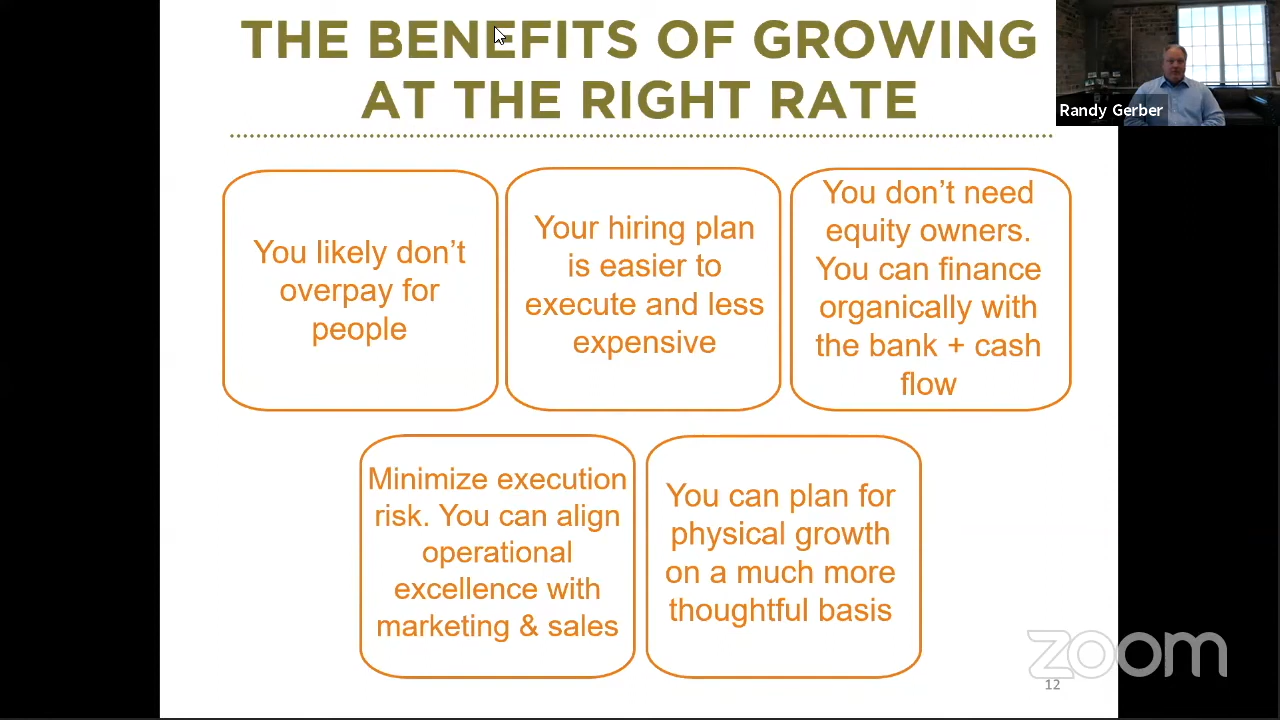 THE BENEFITS OF GROWING
AT THE RIGHT RATE
Randy Gerber
You likely don’t
overpay for
people
Your hiring plan
is easier to
execute and less
expensive
You don’t need
equity owners.
You can finance
organically with
the bank + cash
flow
Minimize execution
risk. You can align
operational
excellence with
marketing & sales
You can plan for
physical growth
on a much more
thoughtful basis
zoom
12